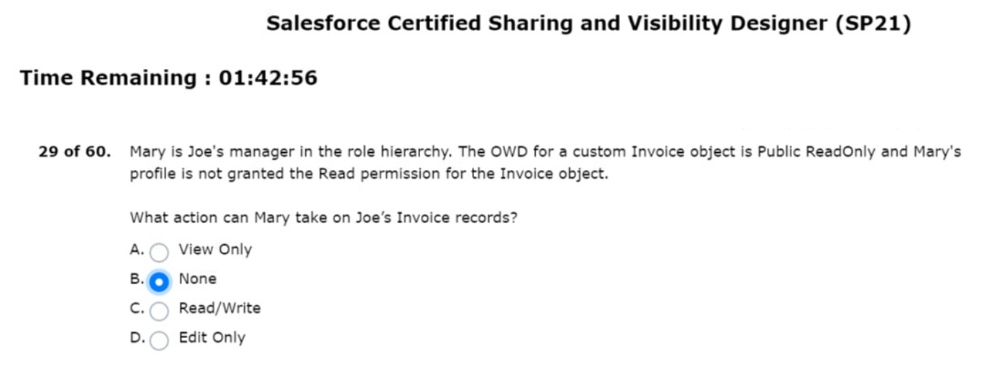 Salesforce Certified Sharing and Visibility Designer (SP21)
Time Remaining : 01:42:56
29 of 60. Mary is Joe's manager in the role hierarchy. The OWD for a custom Invoice object is Public ReadOnly and Mary's
profile is not granted the Read permission for the Invoice object.
What action can Mary take on Joe’s Invoice records?
A. View Only
B. None
C. Read/Write
D. Edit Only